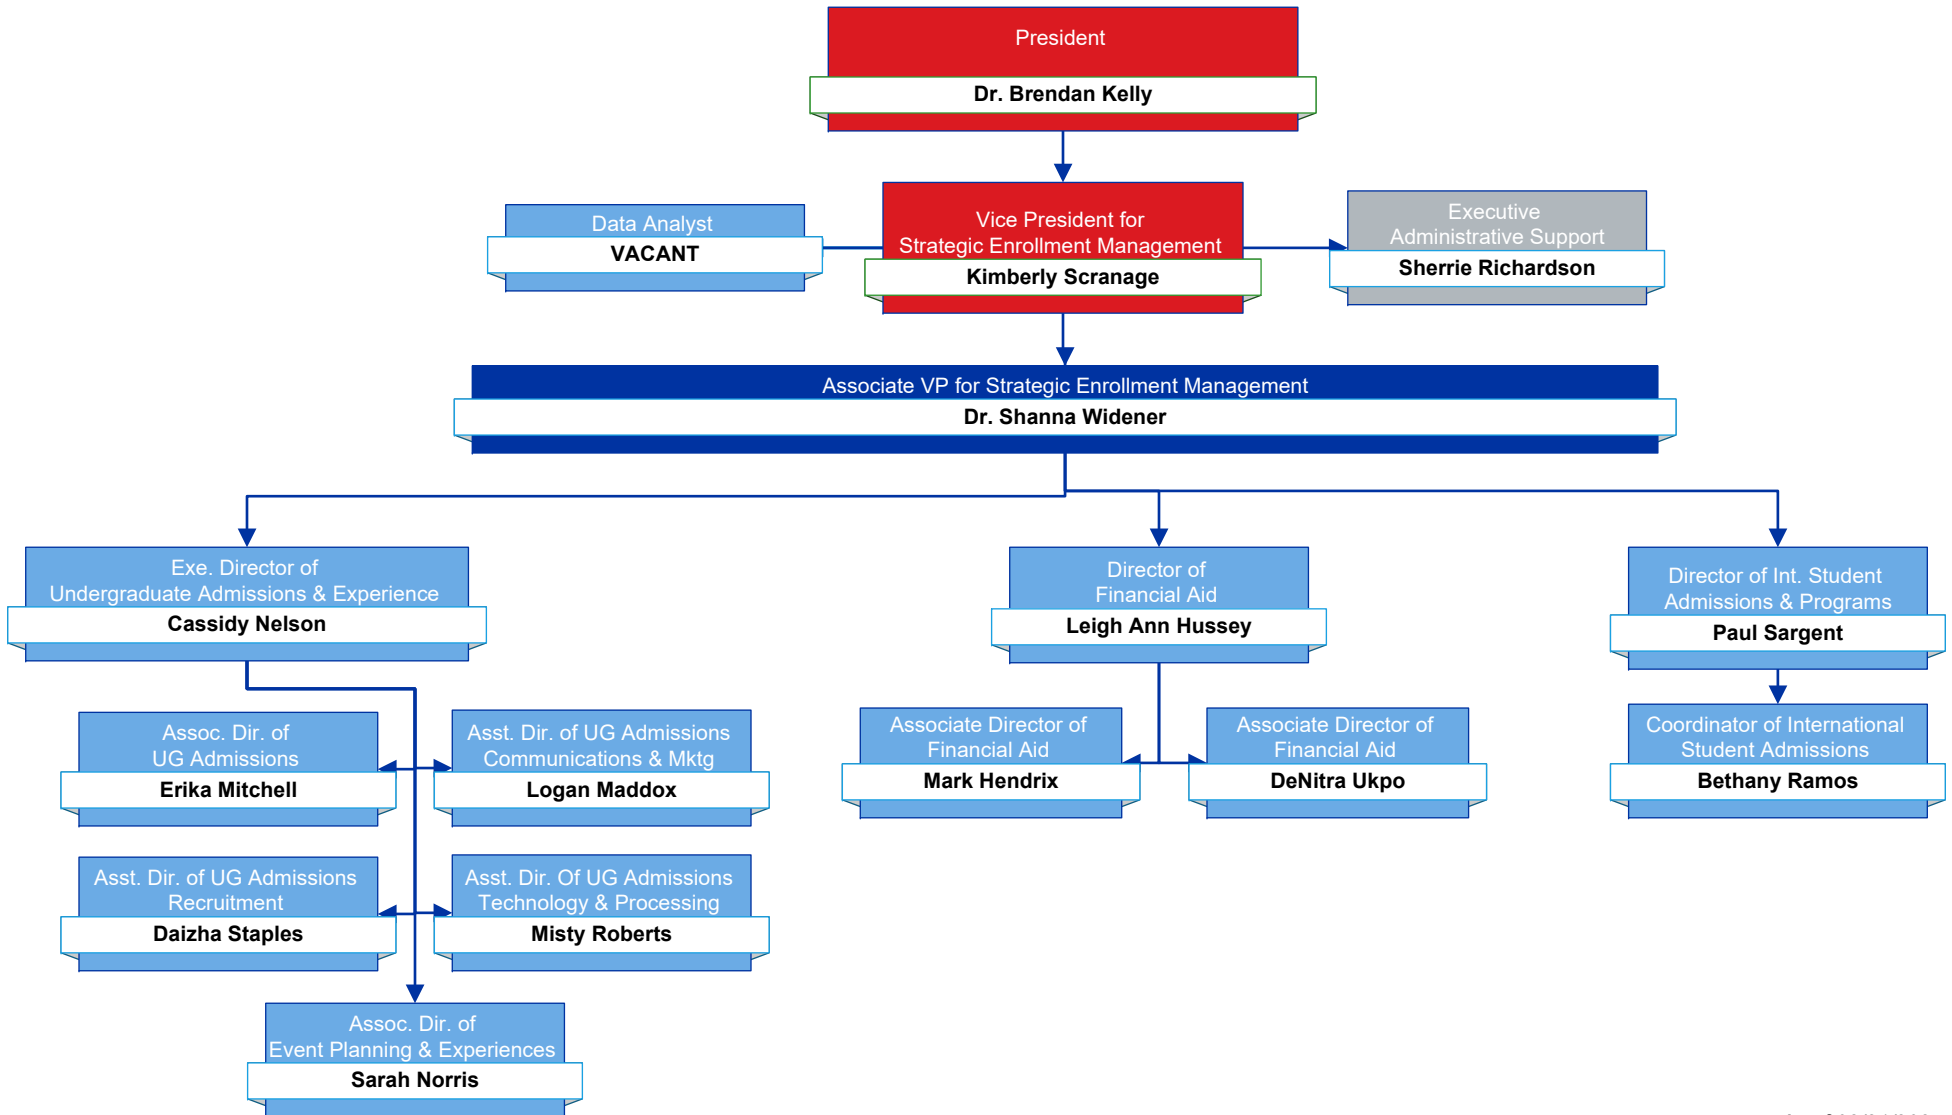 President
Dr. Brendan Kelly
Data Analyst
VACANT
Vice President for
Strategic Enrollment Management
Kimberly Scranage
Executive
Administrative Support
Sherrie Richardson
Associate VP for Strategic Enrollment Management
Dr. Shanna Widener
Exe. Director of
Undergraduate Admissions & Experience
Cassidy Nelson
Director of
Financial Aid
Leigh Ann Hussey
Director of Int. Student
Admissions & Programs
Paul Sargent
Assoc. Dir. of
UG Admissions
Erika Mitchell
Asst. Dir. of UG Admissions
Communications & Mktg
Logan Maddox
Associate Director of
Financial Aid
Mark Hendrix
Associate Director of
Financial Aid
DeNitra Ukpo
Coordinator of International
Student Admissions
Bethany Ramos
Asst. Dir. of UG Admissions
Recruitment
Daizha Staples
Asst. Dir. Of UG Admissions
Technology & Processing
Misty Roberts
Assoc. Dir. of
Event Planning & Experiences
Sarah Norris